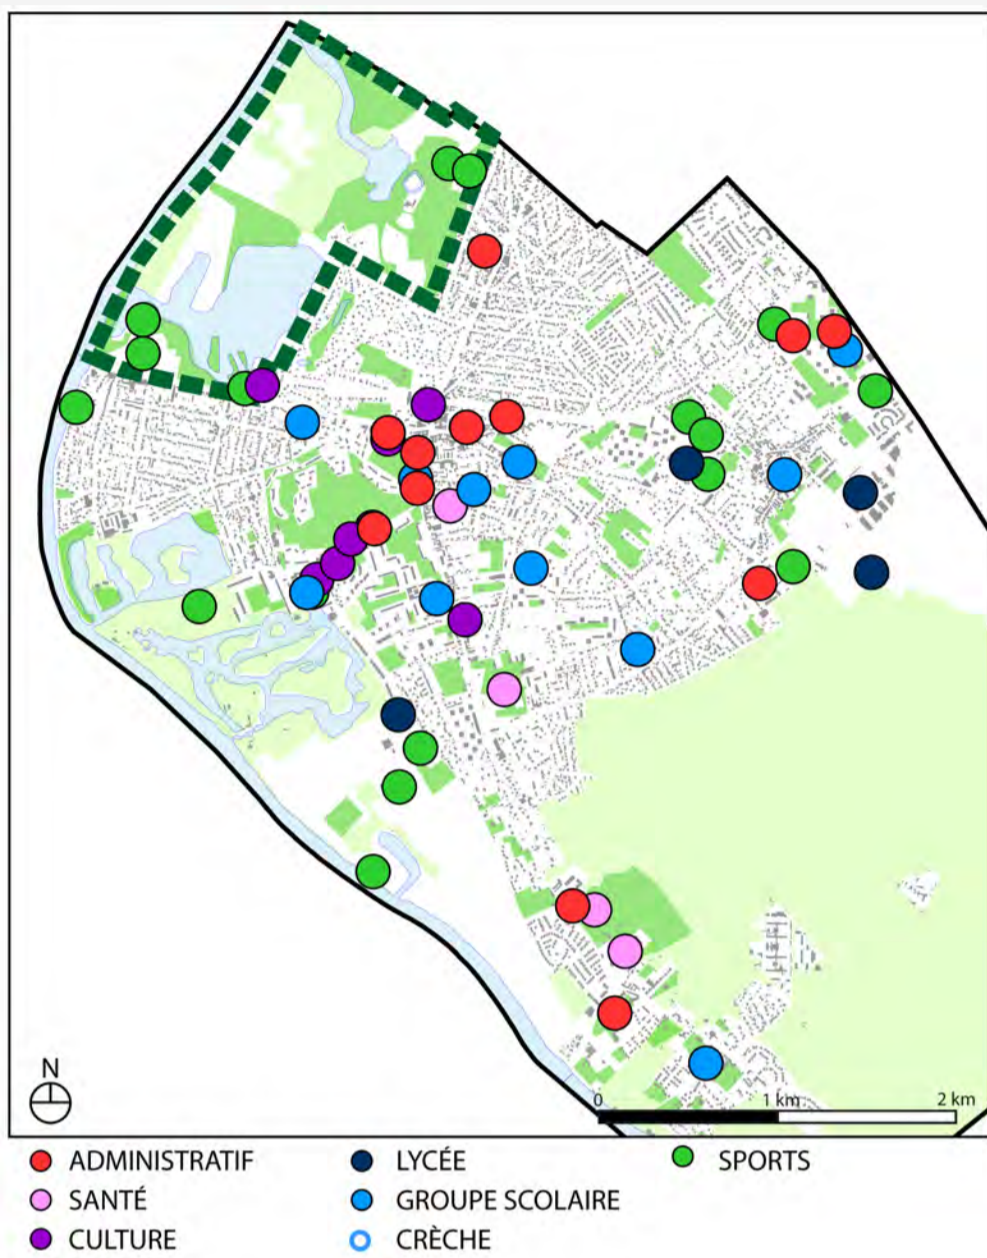 N
0 1 km 2 km
ADMINISTRATIF
SANTÉ
CULTURE
LYCÉE
GROUPE SCOLAIRE
CRÈCHE
SPORTS